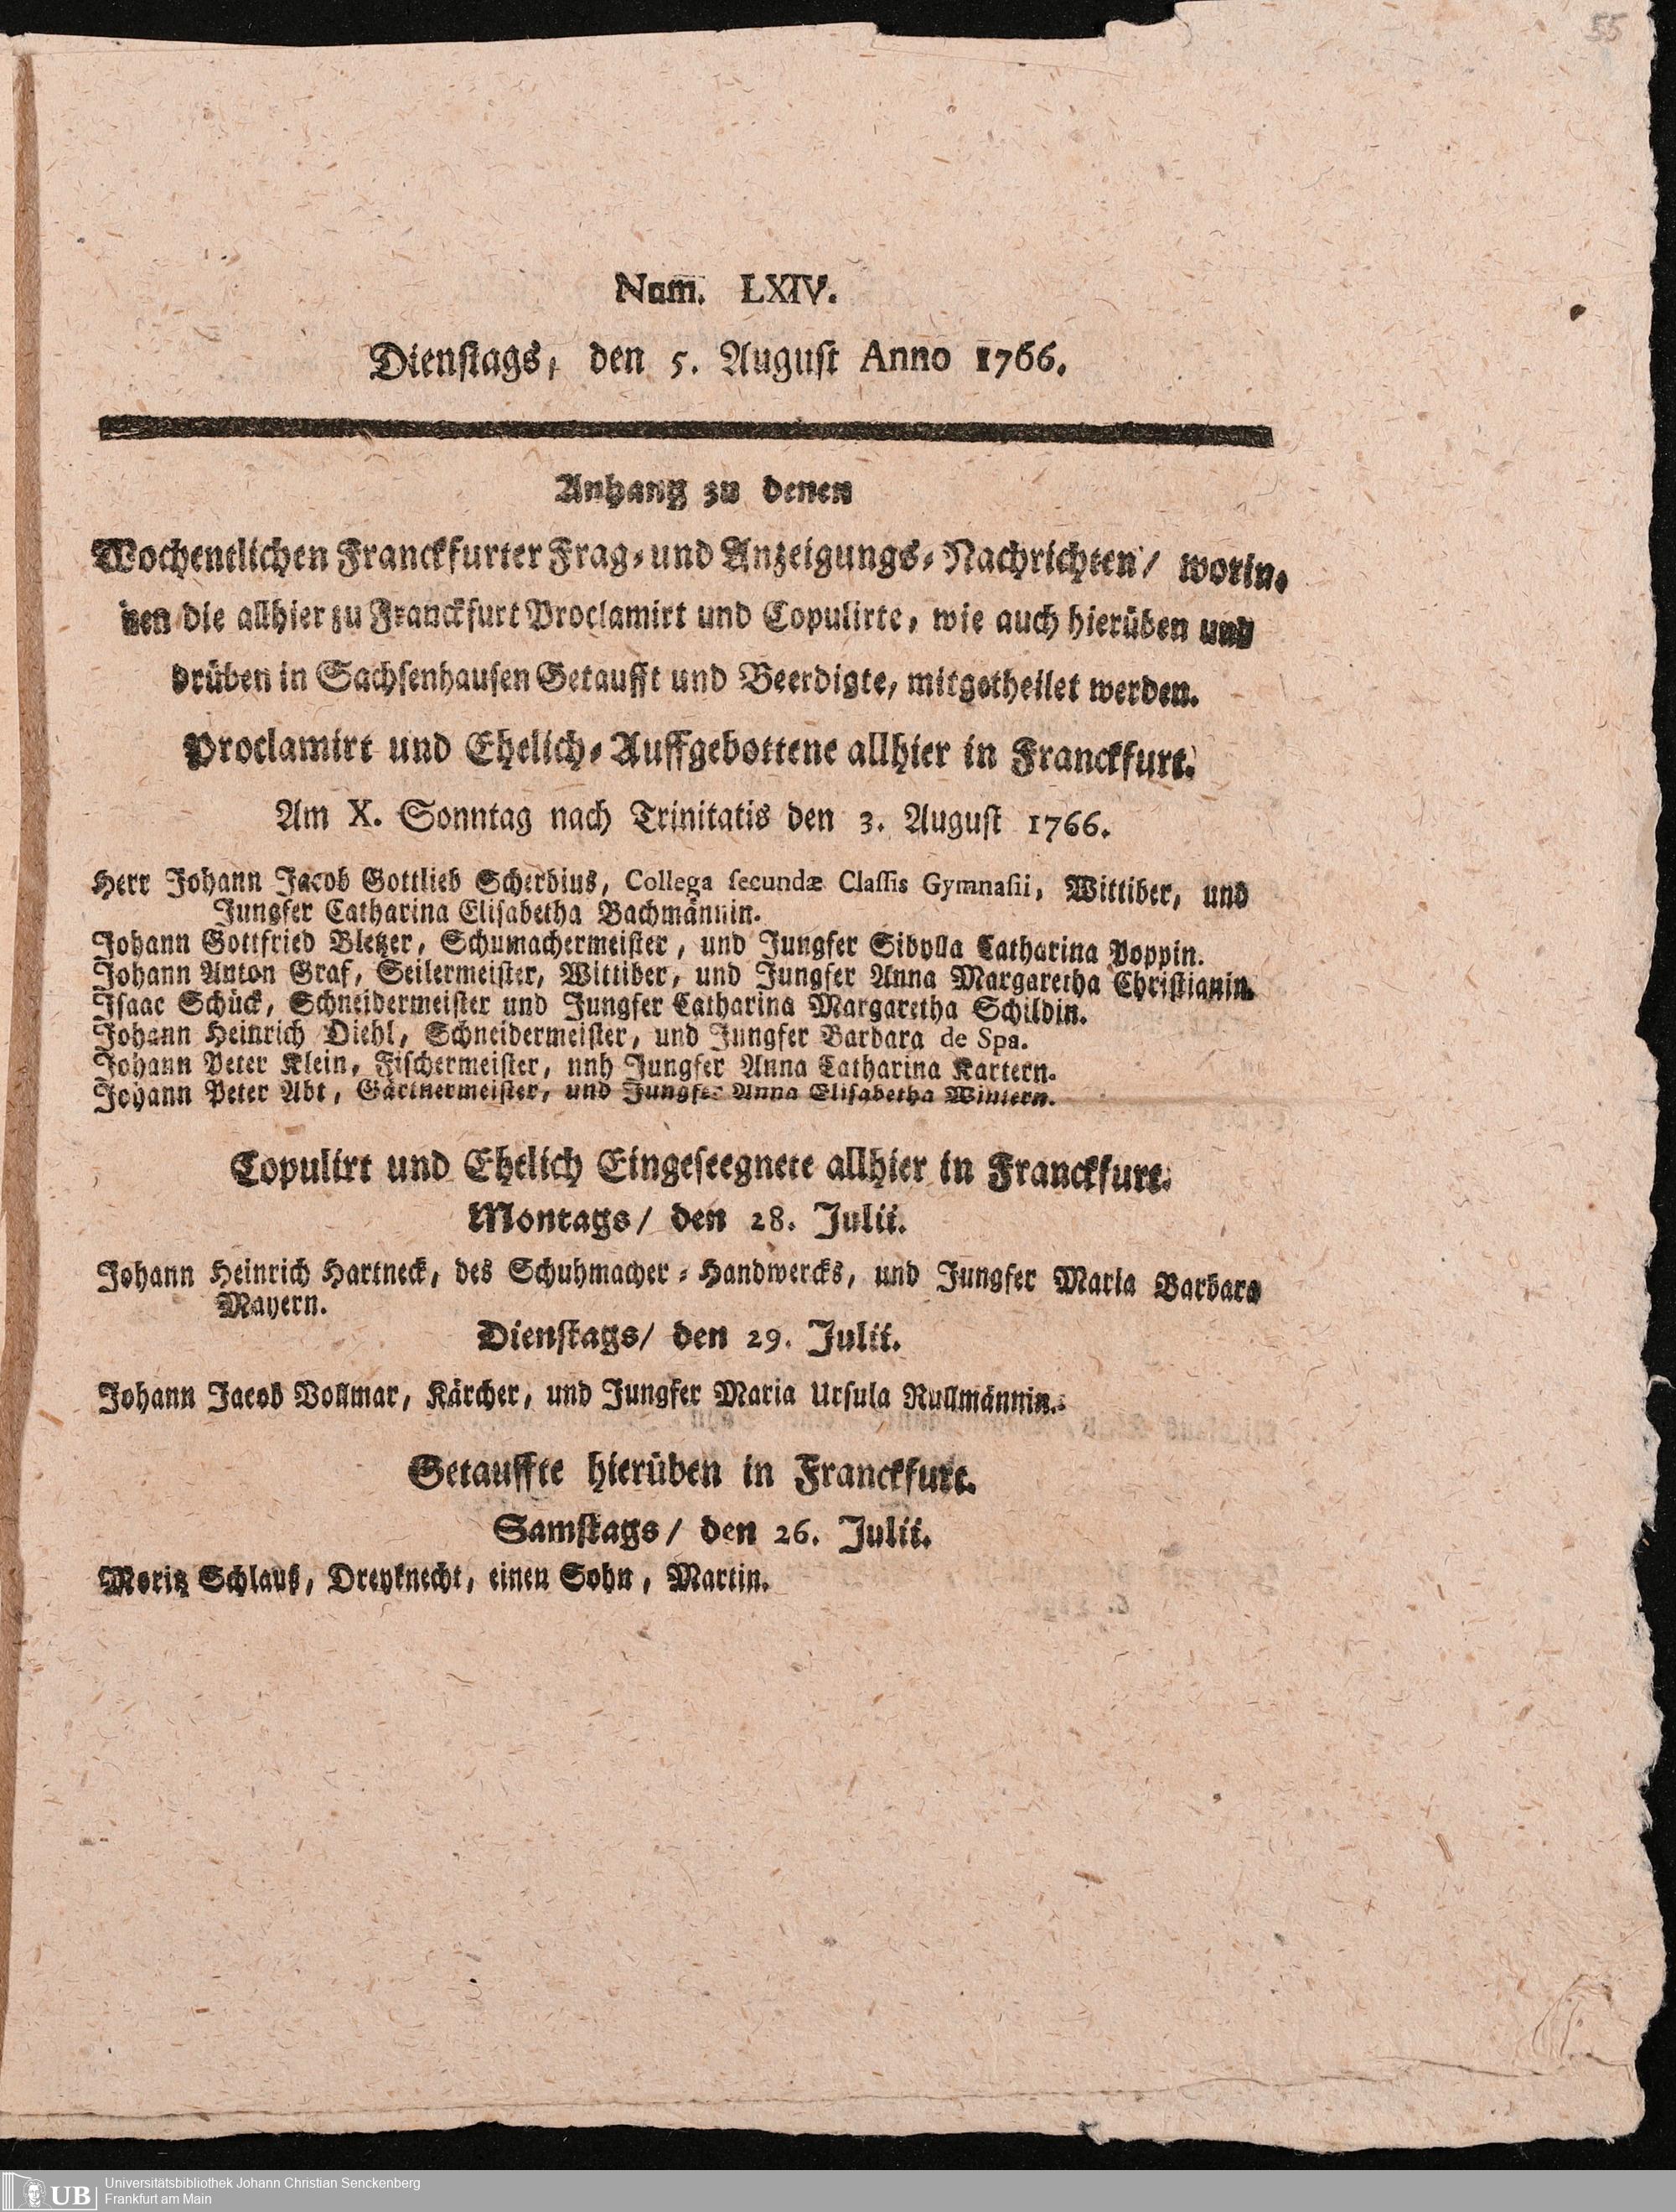 55
Num. LXIV.
Dienstags, den 5. August Anno 1766.
Anhang zu denen
Wochentlichen Franckfurter Frag- und Anzeigungs-Nachrichten/ worin-
nen die allhier zu Franckfurt Proclamirt und Copulirte, wie auch hierüben und
drüben in Sachsenhausen Getaufft und Beerdigte, mitgetheilet werden.
Proclamirt und Ehelich-Auffgebottene allhier in Franckfurt.
Am X. Sonntag nach Trinitatis den 3. August 1766.
Herr Johann Jacob Gottlieb Scherbius, Collega secundæ Classis Gymnasii, Wittiber, und
Jungfer Catharina Elisabetha Bachmännin.
Johann Gottfried Bletzer, Schumachermeister, und Jungfer Sibylla Catharina Poppin.
Johann Anton Graf, Seilermeister, Wittiber, und Jungfer Anna Margaretha Christianin.
Isaac Schück, Schneidermeister und Jungfer Catharina Margaretha Schildin.
Johann Heinrich Diehl, Schneidermeister, und Jungfer Barbara de Spa.
Johann Peter Klein, Fischermeister, unh Jungfer Anna Catharina Kartern.
Johann Peter Abt, Gärtnermeister, und Jungfer Anna Elisabetha Wintern.
Copulirt und Ehelich Eingeseegnete allhier in Franckfurt.
Montags/ den 28. Julii.
Johann Heinrich Hartneck, des Schuhmacher-Handwercks, und Jungfer Maria Barbara
Mayern.
Dienstags/ den 29. Julii.
Johann Jacob Vollmar, Kärcher, und Jungfer Maria Ursula Rullmännin.
Getauffte hierüben in Franckfurt.
Samstags/ den 26. Julii.
Moritz Schlauß, Dreyknecht, einen Sohn, Martin.
UB
Universitätsbibliothek Johann Christian Senckenberg
Frankfurt am Main